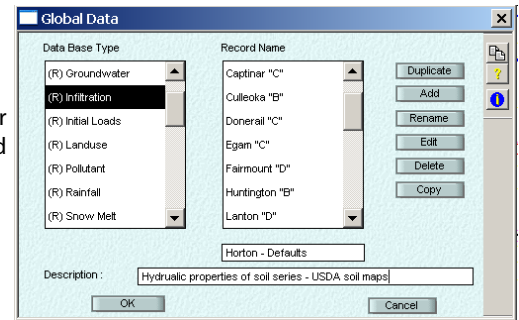 Global Data
Data Base Type
Record Name
(R) Groundwater
(R) Infiltration
(R) Initial Loads
(R) Landuse
(R) Pollutant
(R) Rainfall
(R) Snow Melt
Captinar "C"
Culleoka "B"
Donerail "C"
Egam "C"
Fairmount "D"
Huntington "B"
Lanton "D"
Duplicate
Add
Rename
Edit
Delete
Copy
Horton - Defaults
Description :
Hydrualic properties of soil series - USDA soil maps
OK
Cancel